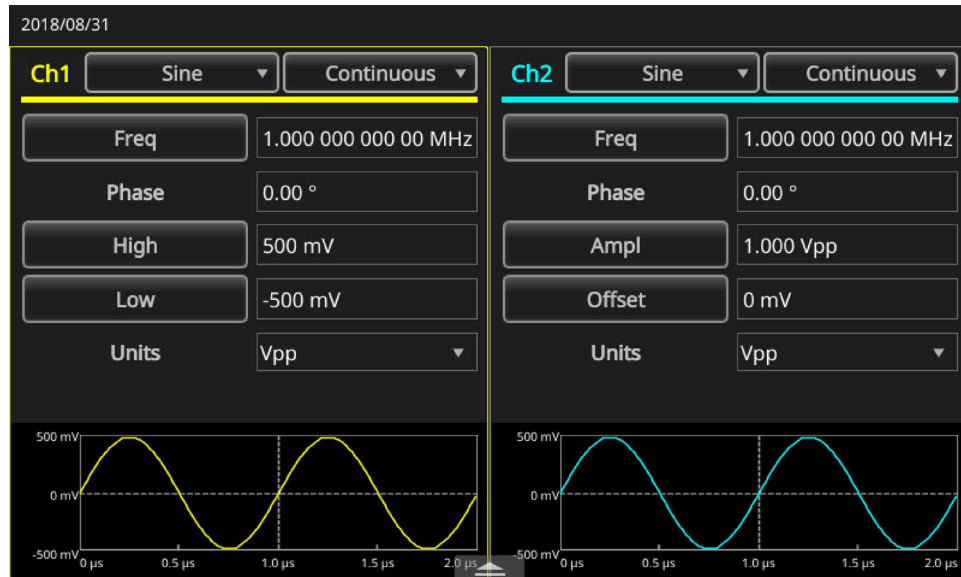 2018/08/31
Ch1 Sine Continuous
Freq 1.000 000 000 00 MHz
Phase 0.00 °
High 500 mV
Low -500 mV
Units Vpp
500 mV
0 mV
-500 mV
0 µs 0.5 µs 1.0 µs 1.5 µs 2.0 µs
Ch2 Sine Continuous
Freq 1.000 000 000 00 MHz
Phase 0.00 °
Ampl 1.000 Vpp
Offset 0 mV
Units Vpp
500 mV
0 mV
-500 mV
0 µs 0.5 µs 1.0 µs 1.5 µs 2.0 µs